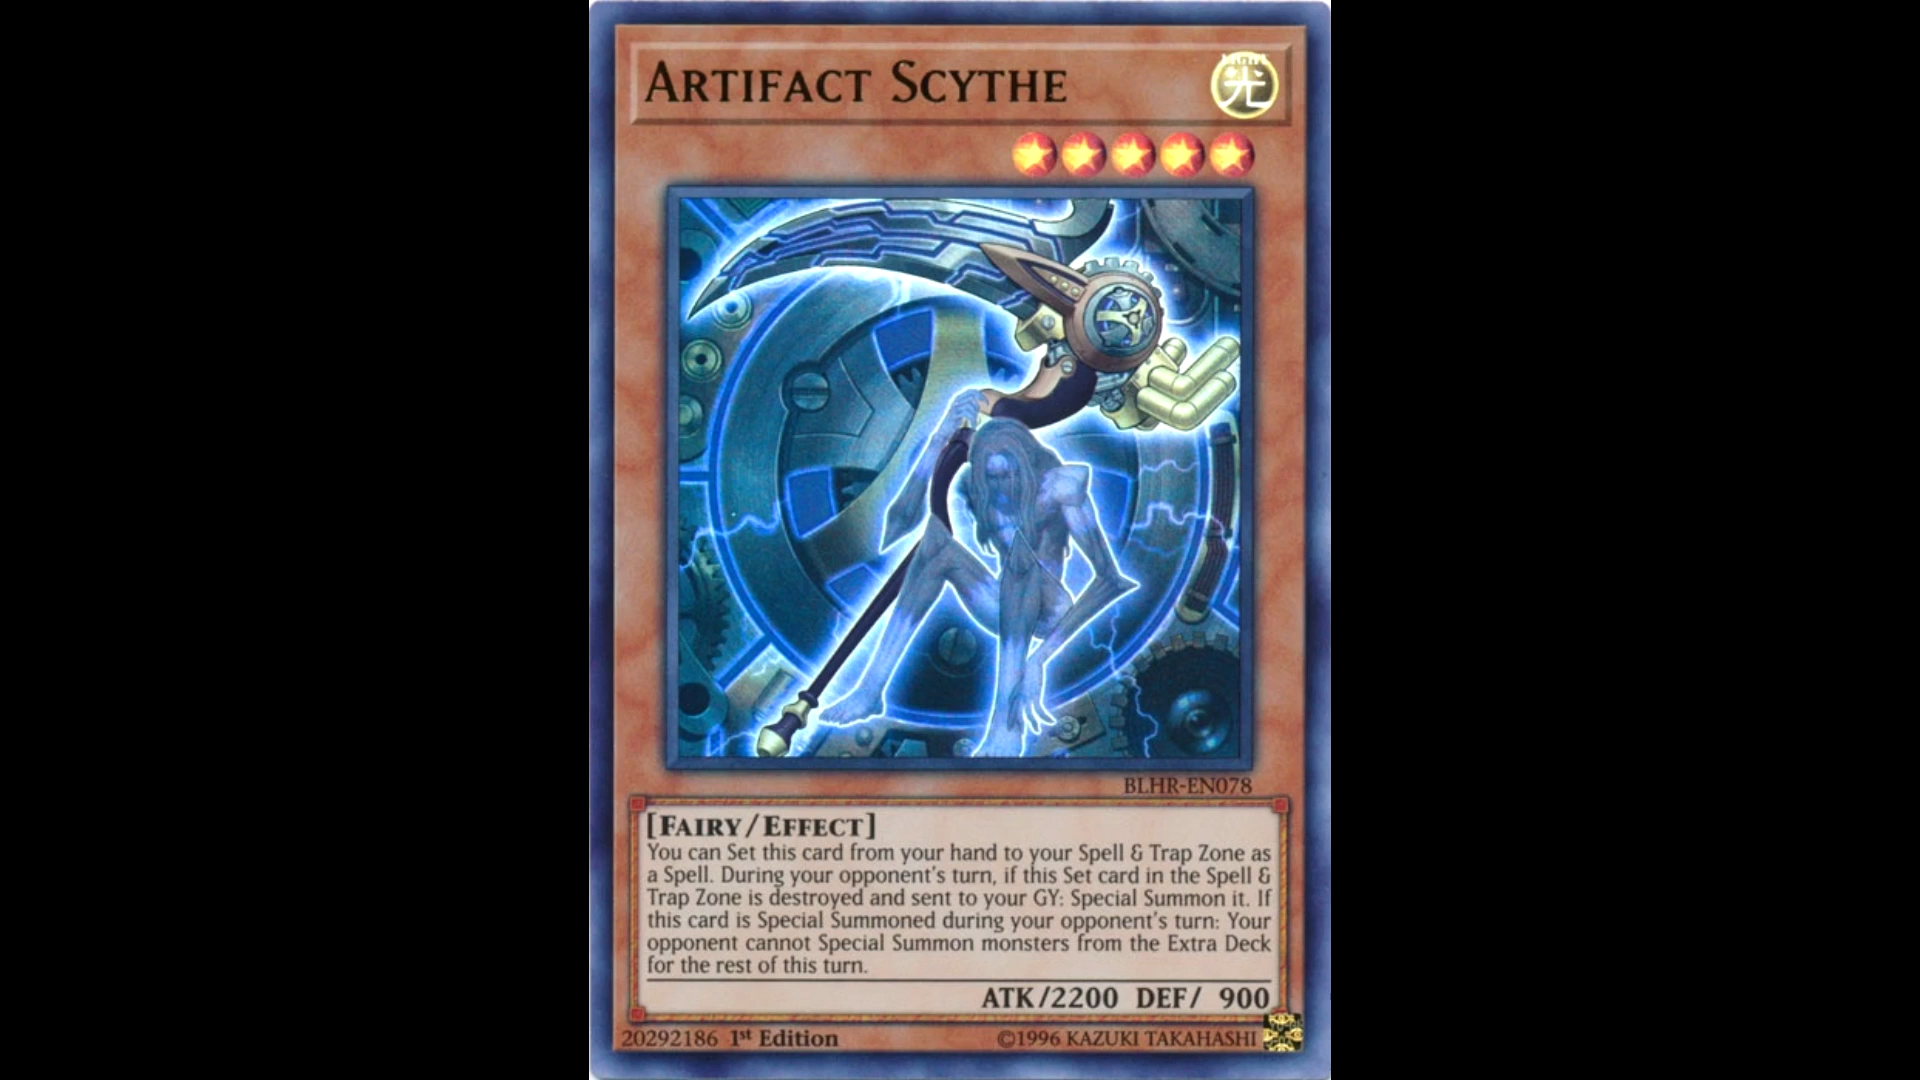 ARTIFACT SCYTHE
光
BLHR-EN078
[FAIRY/EFFECT]
You can Set this card from your hand to your Spell & Trap Zone as
a Spell. During your opponent's turn, if this Set card in the Spell &
Trap Zone is destroyed and sent to your GY: Special Summon it. If
this card is Special Summoned during your opponent's turn: Your
opponent cannot Special Summon monsters from the Extra Deck
for the rest of this turn.
ATK/2200 DEF/ 900
20292186 1st Edition ©1996 KAZUKI TAKAHASHI